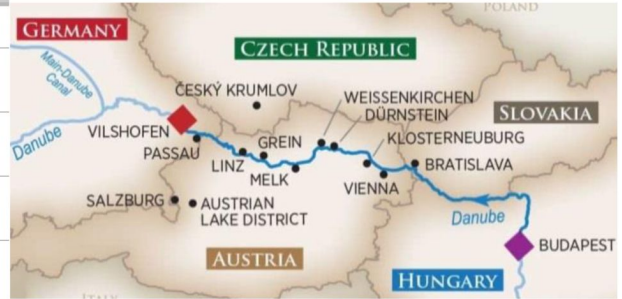 POLAND
GERMANY
CZECH REPUBLIC
Main-Danube
Canal
ČESKÝ KRUMLOV
WEISSENKIRCHEN
DÜRNSTEIN
SLOVAKIA
Danube
VILSHOFEN
PASSAU
LINZ
GREIN
MELK
KLOSTERNEUBURG
VIENNA
BRATISLAVA
SALZBURG
AUSTRIAN
LAKE DISTRICT
Danube
BUDAPEST
AUSTRIA
HUNGARY
ITALY